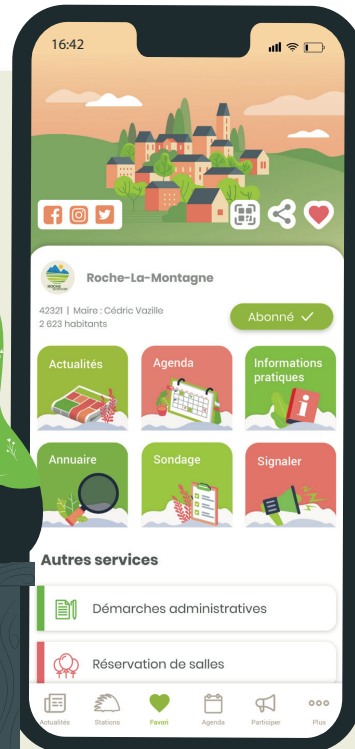 16:42
Roche-La-Montagne
42321 | Maire : Cédric Vazille
2 623 habitants
Abonné
Actualités
Agenda
Informations
pratiques
Annuaire
Sondage
Signaler
Autres services
Démarches administratives
Réservation de salles
Actualités
Stations
Favori
Agenda
Participer
Plus